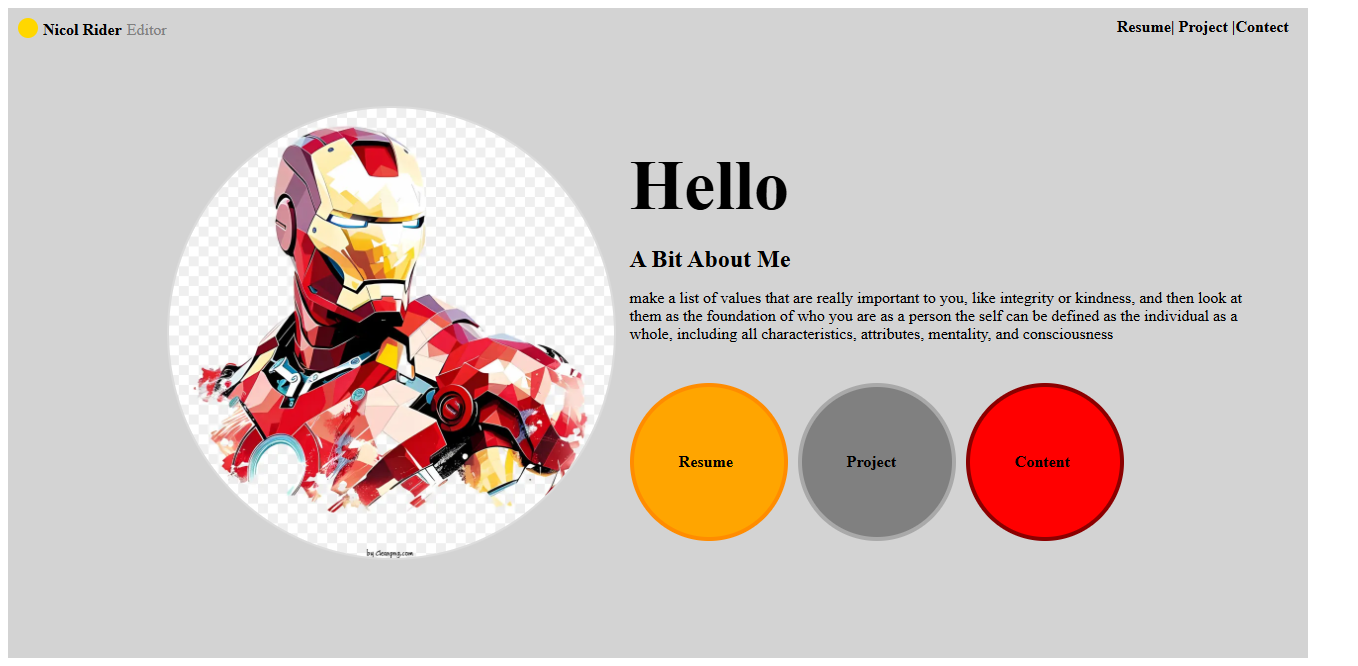 Nicol Rider Editor
Resume| Project |Contect
Hello
A Bit About Me
make a list of values that are really important to you, like integrity or kindness, and then look at
them as the foundation of who you are as a person the self can be defined as the individual as a
whole, including all characteristics, attributes, mentality, and consciousness
Resume
Project
Content
by cleanpng.com